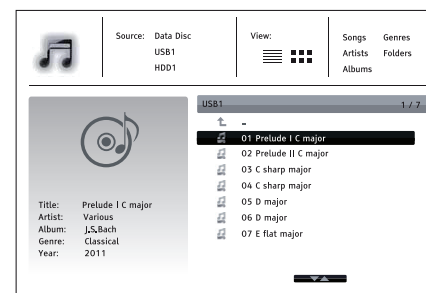 Source: Data Disc
USB1
HDD1
View:
Songs Genres
Artists Folders
Albums
USB1 1 / 7
01 Prelude I C major
02 Prelude II C major
03 C sharp major
04 C sharp major
05 D major
06 D major
07 E flat major
Title: Prelude I C major
Artist: Various
Album: J.S.Bach
Genre: Classical
Year: 2011